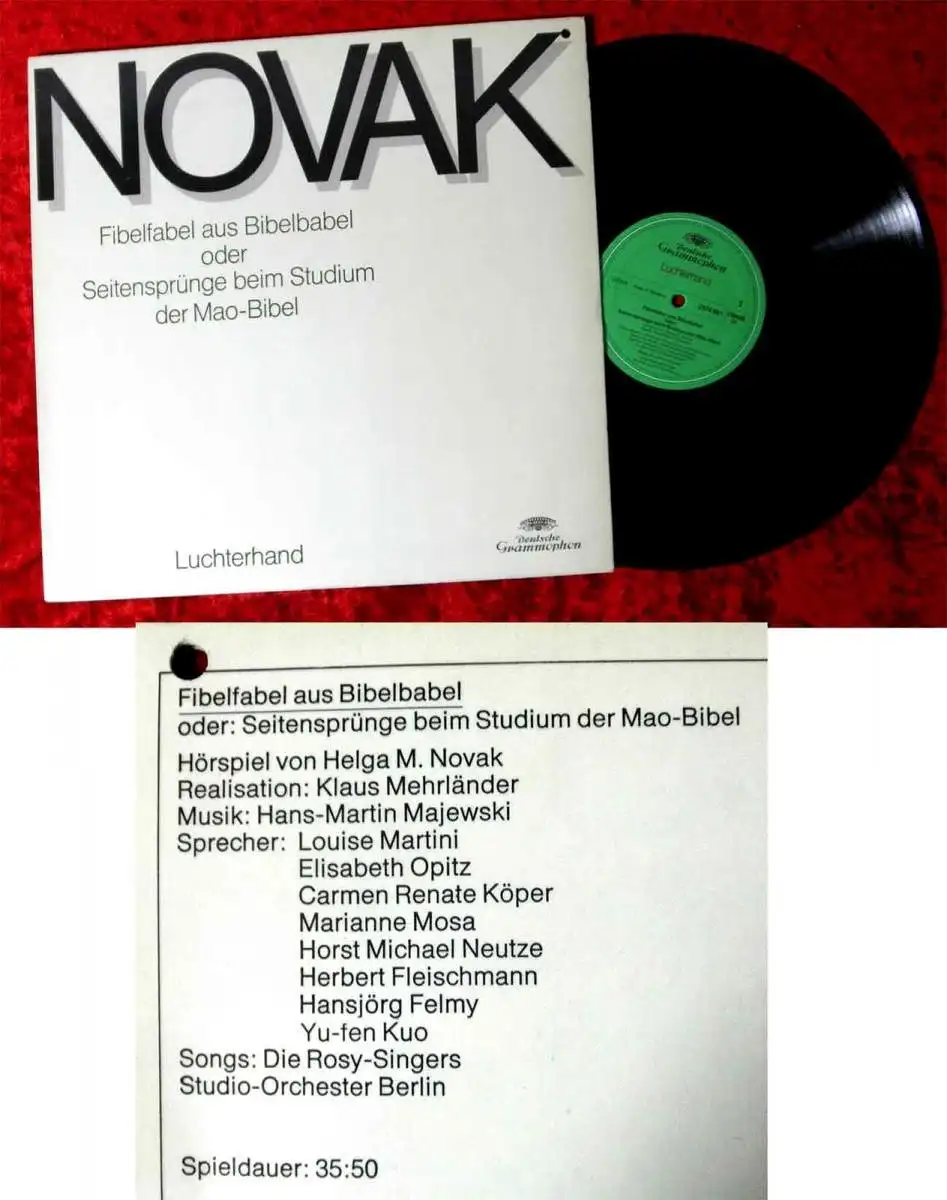 NOVAK
Fibelfabel aus Bibelbabel
oder
Seitensprünge beim Studium
der Mao-Bibel
Luchterhand
Deutsche
Grammophon
Deutsche
Grammophon
Luchterhand
Fibelfabel aus Bibelbabel
oder: Seitensprünge beim Studium der Mao-Bibel
Hörspiel von Helga M. Novak
Realisation: Klaus Mehrländer
Musik: Hans-Martin Majewski
Sprecher: Louise Martini
Elisabeth Opitz
Carmen Renate Köper
Marianne Mosa
Horst Michael Neutze
Herbert Fleischmann
Hansjörg Felmy
Yu-fen Kuo
Songs: Die Rosy-Singers
Studio-Orchester Berlin
Spieldauer: 35:50